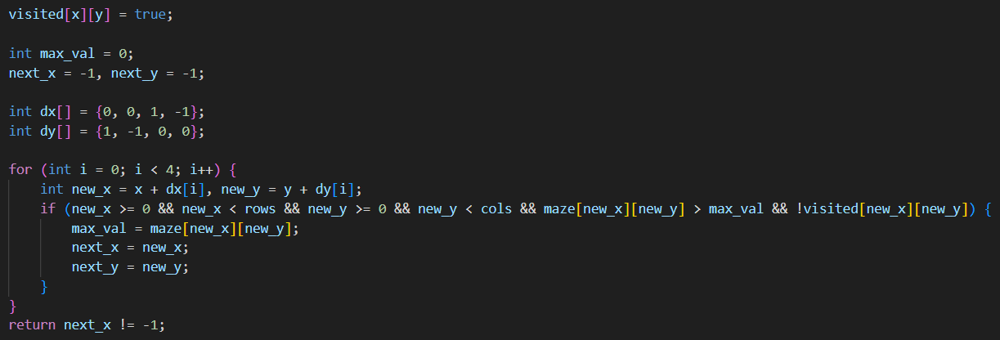 visited[x][y] = true;
int max_val = 0;
next_x = -1, next_y = -1;
int dx[] = {0, 0, 1, -1};
int dy[] = {1, -1, 0, 0};
for (int i = 0; i < 4; i++) {
    int new_x = x + dx[i], new_y = y + dy[i];
    if (new_x >= 0 && new_x < rows && new_y >= 0 && new_y < cols && maze[new_x][new_y] > max_val && !visited[new_x][new_y]) {
        max_val = maze[new_x][new_y];
        next_x = new_x;
        next_y = new_y;
    }
}
return next_x != -1;